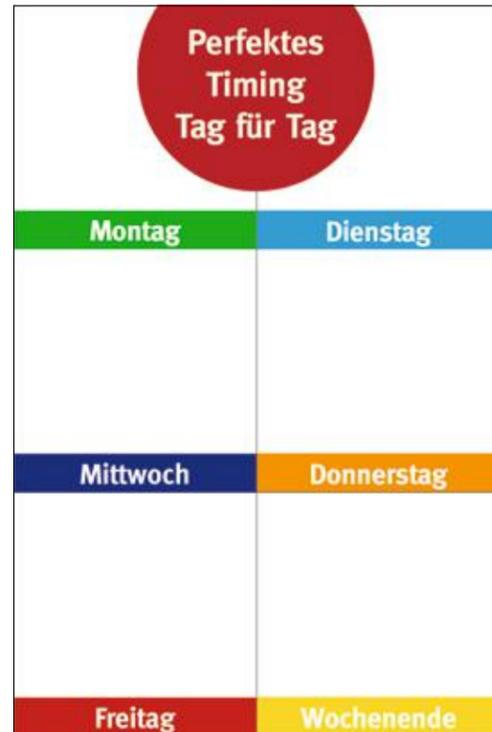 Perfektes
Timing
Tag für Tag
Montag
Dienstag
Mittwoch
Donnerstag
Freitag
Wochenende